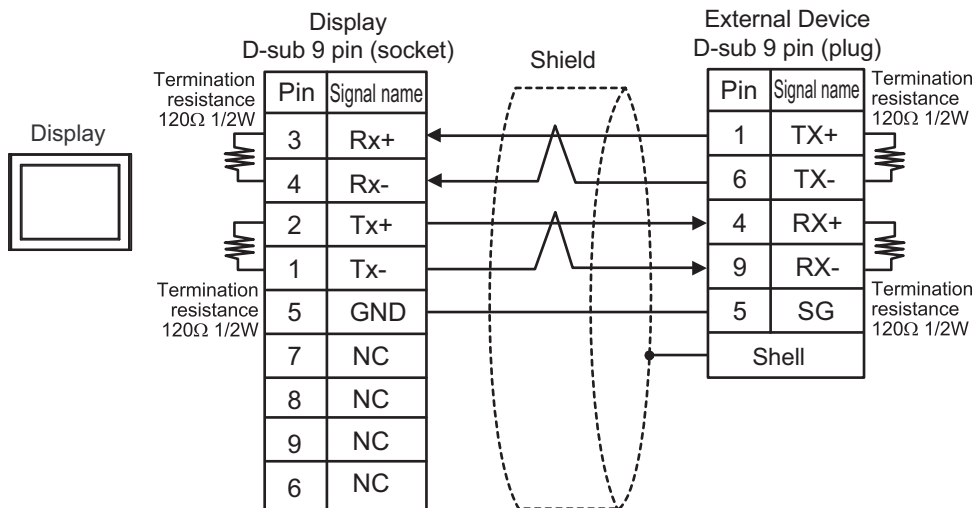 Display
D-sub 9 pin (socket)
External Device
D-sub 9 pin (plug)
Shield
Display
Termination
resistance
120Ω 1/2W
Pin Signal name
3 Rx+
4 Rx-
2 Tx+
1 Tx-
5 GND
7 NC
8 NC
9 NC
6 NC
Termination
resistance
120Ω 1/2W
Pin Signal name
1 TX+
6 TX-
4 RX+
9 RX-
5 SG
Shell
Termination
resistance
120Ω 1/2W
Termination
resistance
120Ω 1/2W